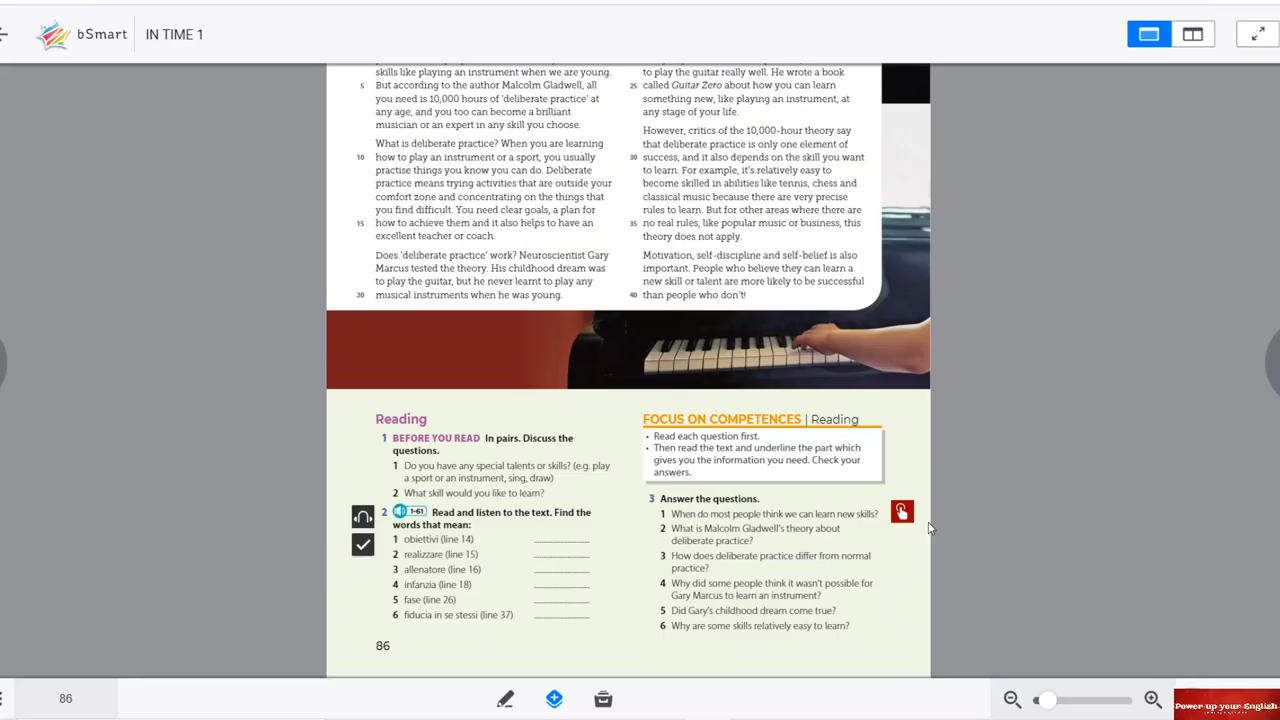 bSmart
IN TIME 1
skills like playing an instrument when we are young.
5 But according to the author Malcolm Gladwell, all
you need is 10,000 hours of 'deliberate practice' at
any age, and you too can become a brilliant
musician or an expert in any skill you choose.
What is deliberate practice? When you are learning
10 how to play an instrument or a sport, you usually
practise things you know you can do. Deliberate
practice means trying activities that are outside your
comfort zone and concentrating on the things that
you find difficult. You need clear goals, a plan for
15 how to achieve them and it also helps to have an
excellent teacher or coach.
Does 'deliberate practice' work? Neuroscientist Gary
Marcus tested the theory. His childhood dream was
to play the guitar, but he never learnt to play any
20 musical instruments when he was young.
to play the guitar really well. He wrote a book
25 called Guitar Zero about how you can learn
something new, like playing an instrument, at
any stage of your life.
However, critics of the 10,000-hour theory say
that deliberate practice is only one element of
30 success, and it also depends on the skill you want
to learn. For example, it's relatively easy to
become skilled in abilities like tennis, chess and
classical music because there are very precise
rules to learn. But for other areas where there are
35 no real rules, like popular music or business, this
theory does not apply.
Motivation, self-discipline and self-belief is also
important. People who believe they can learn a
new skill or talent are more likely to be successful
40 than people who don't!
Reading
1 BEFORE YOU READ In pairs. Discuss the
questions.
1 Do you have any special talents or skills? (e.g. play
a sport or an instrument, sing, draw)
2 What skill would you like to learn?
2 1-61 Read and listen to the text. Find the
words that mean:
1 obiettivi (line 14)
2 realizzare (line 15)
3 allenatore (line 16)
4 infanzia (line 18)
5 fase (line 26)
6 fiducia in se stessi (line 37)
86
FOCUS ON COMPETENCES | Reading
• Read each question first.
• Then read the text and underline the part which
gives you the information you need. Check your
answers.
3 Answer the questions.
1 When do most people think we can learn new skills?
2 What is Malcolm Gladwell's theory about
deliberate practice?
3 How does deliberate practice differ from normal
practice?
4 Why did some people think it wasn't possible for
Gary Marcus to learn an instrument?
5 Did Gary's childhood dream come true?
6 Why are some skills relatively easy to learn?
86
Power up your English